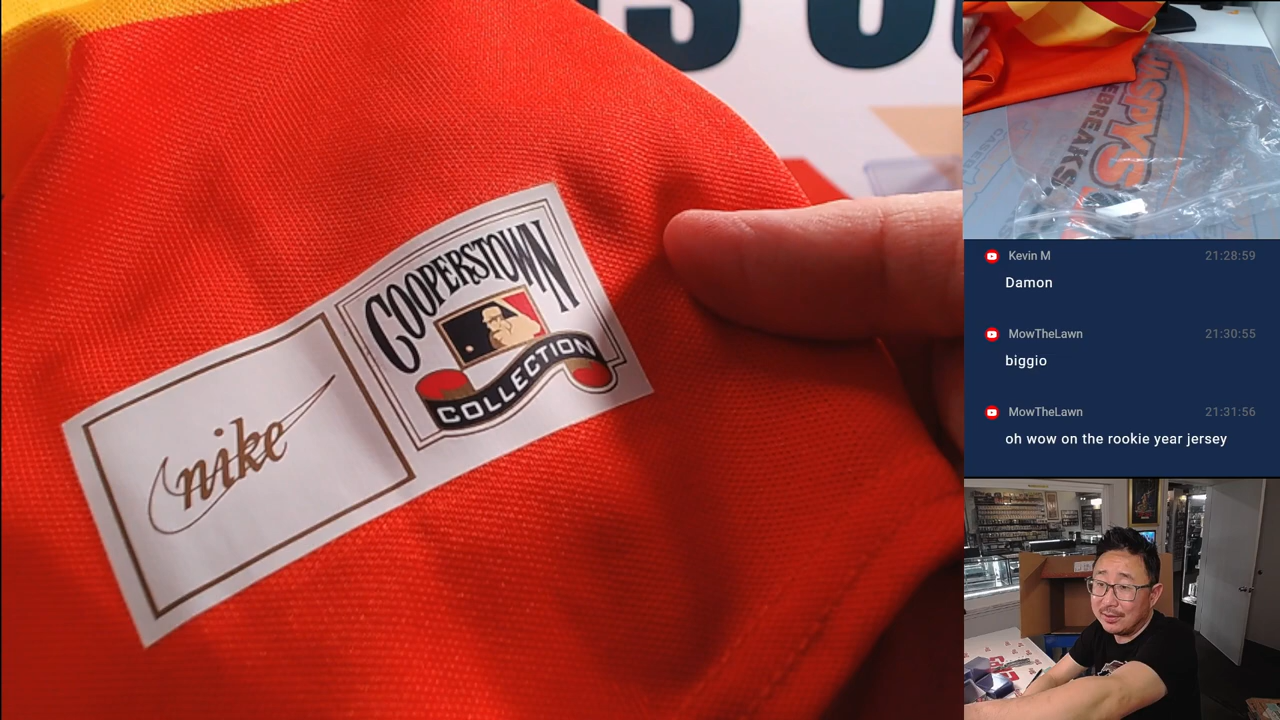 COOPERSTOWN
COLLECTION
nike
Kevin M 21:28:59
Damon
MowTheLawn 21:30:55
biggio
MowTheLawn 21:31:56
oh wow on the rookie year jersey